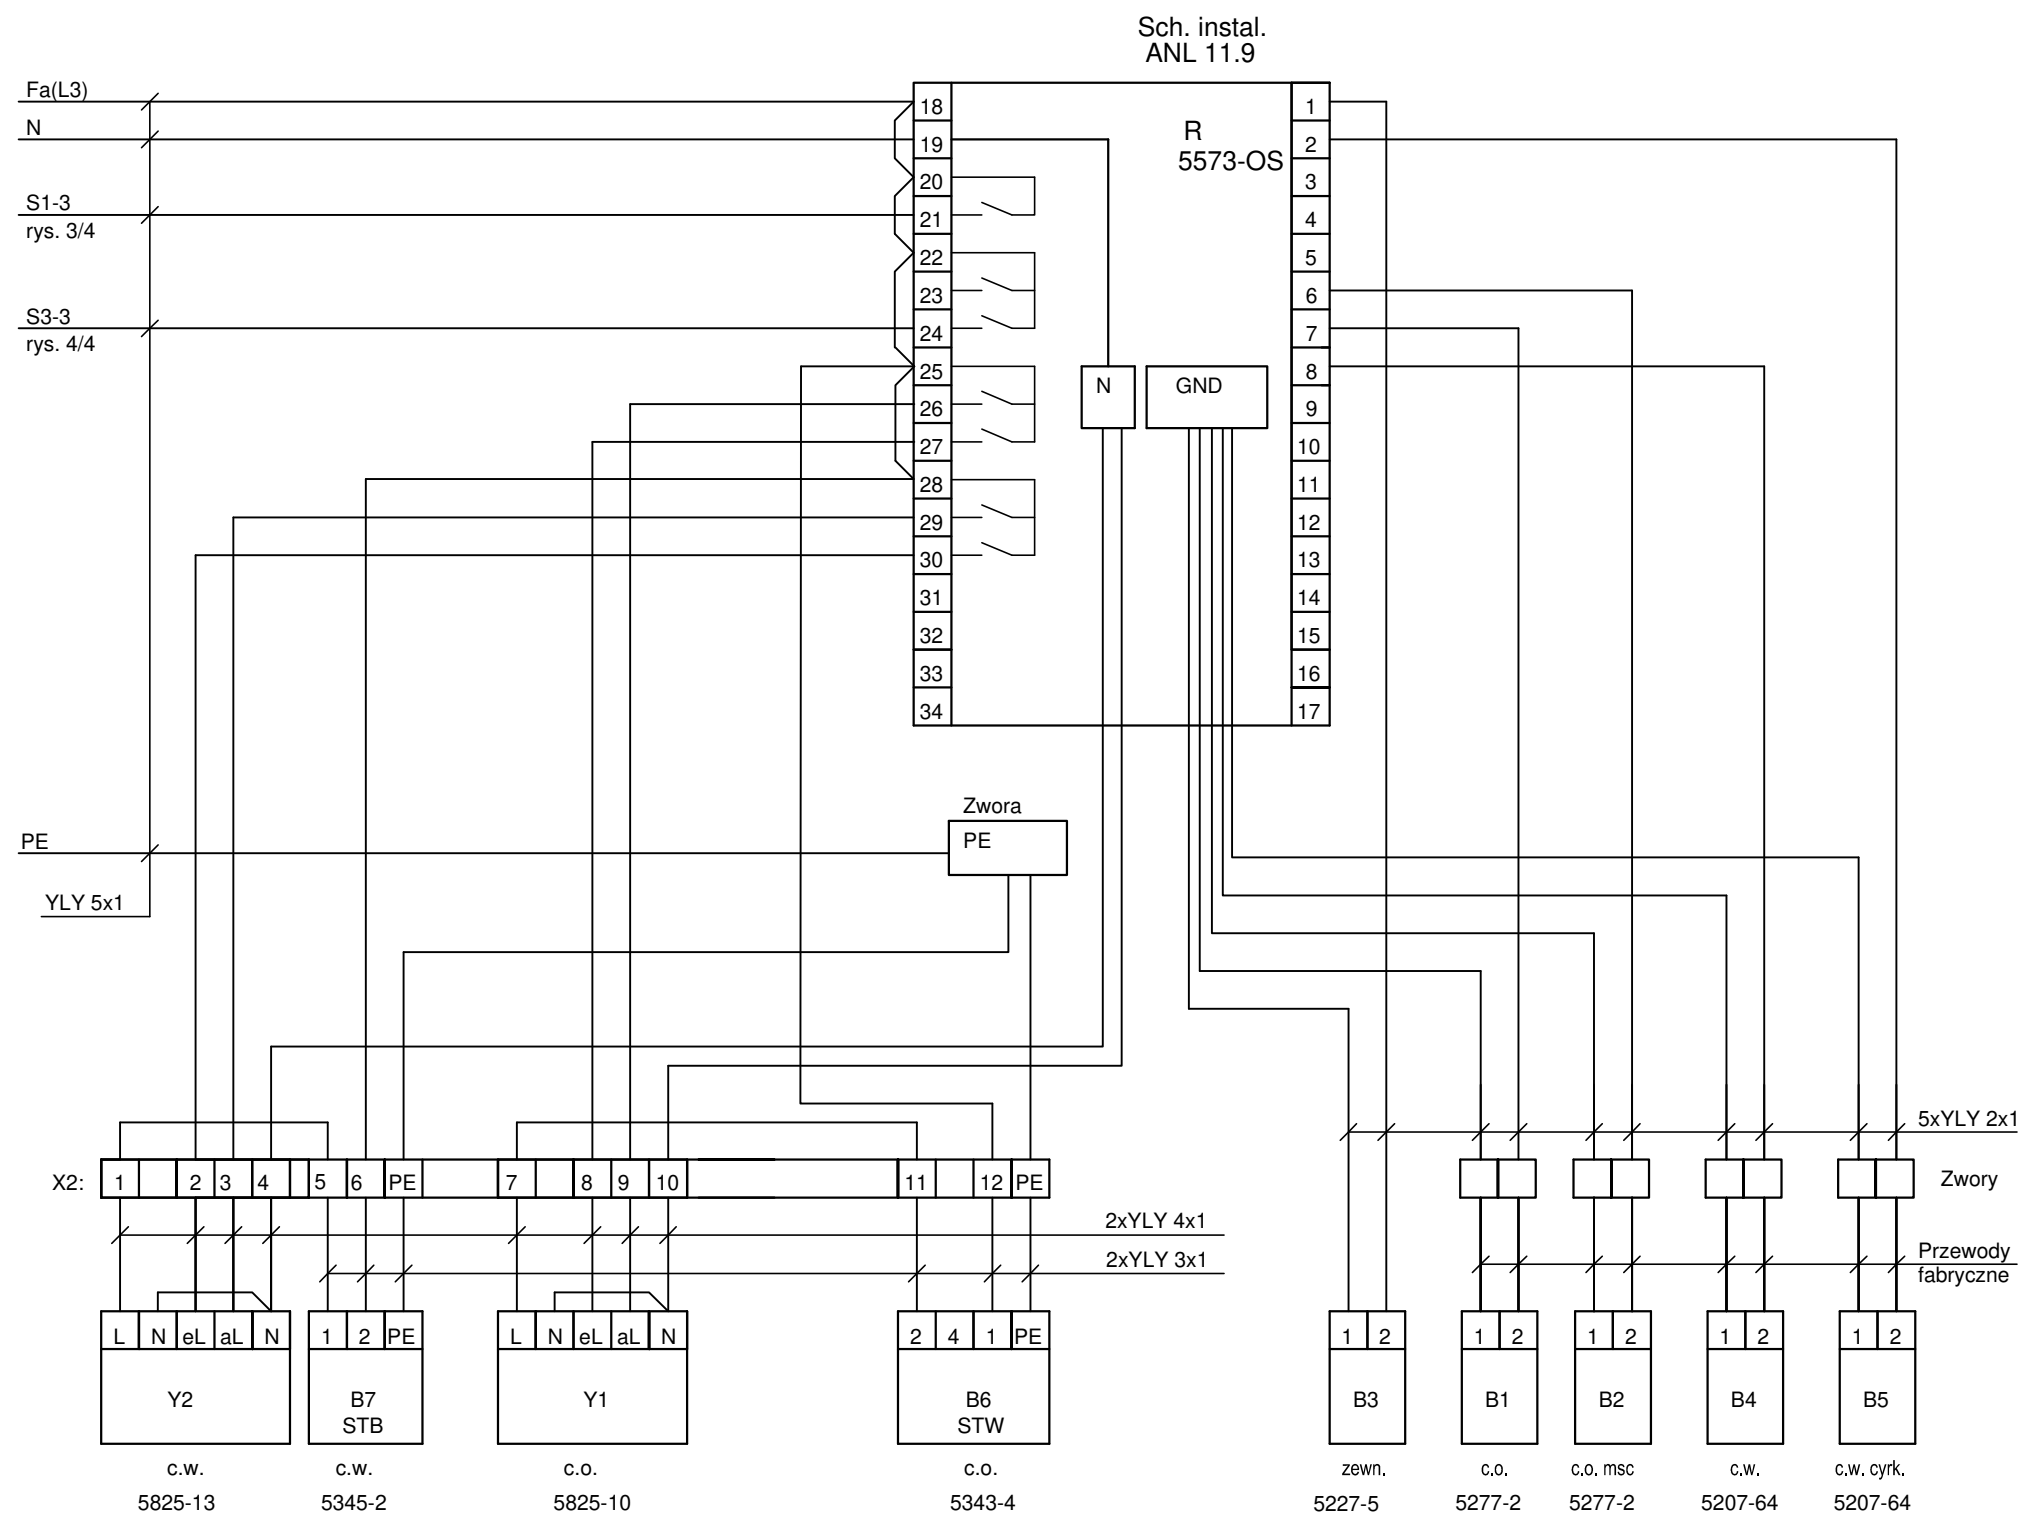 Sch. instal.
ANL 11.9
Fa(L3)
N
S1-3
rys. 3/4
S3-3
rys. 4/4
18
19
20
21
22
23
24
25
26
27
28
29
30
31
32
33
34
R
5573-OS
N
GND
1
2
3
4
5
6
7
8
9
10
11
12
13
14
15
16
17
Zwora
PE
PE
YLY 5x1
5xYLY 2x1
X2: 1 2 3 4 5 6 PE 7 8 9 10 11 12 PE
Zwory
2xYLY 4x1
2xYLY 3x1
Przewody
fabryczne
L N eL aL N
1 2 PE
L N eL aL N
2 4 1 PE
1 2
1 2
1 2
1 2
1 2
Y2
B7
STB
Y1
B6
STW
B3
B1
B2
B4
B5
c.w. c.w. c.o. c.o. zewn. c.o. c.o. msc c.w. c.w. cyrk.
5825-13 5345-2 5825-10 5343-4 5227-5 5277-2 5277-2 5207-64 5207-64